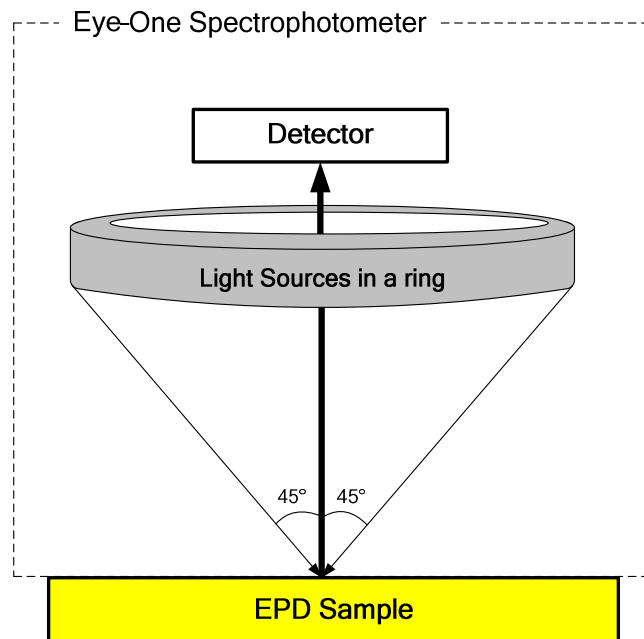 Eye-One Spectrophotometer
Detector
Light Sources in a ring
45° 45°
EPD Sample